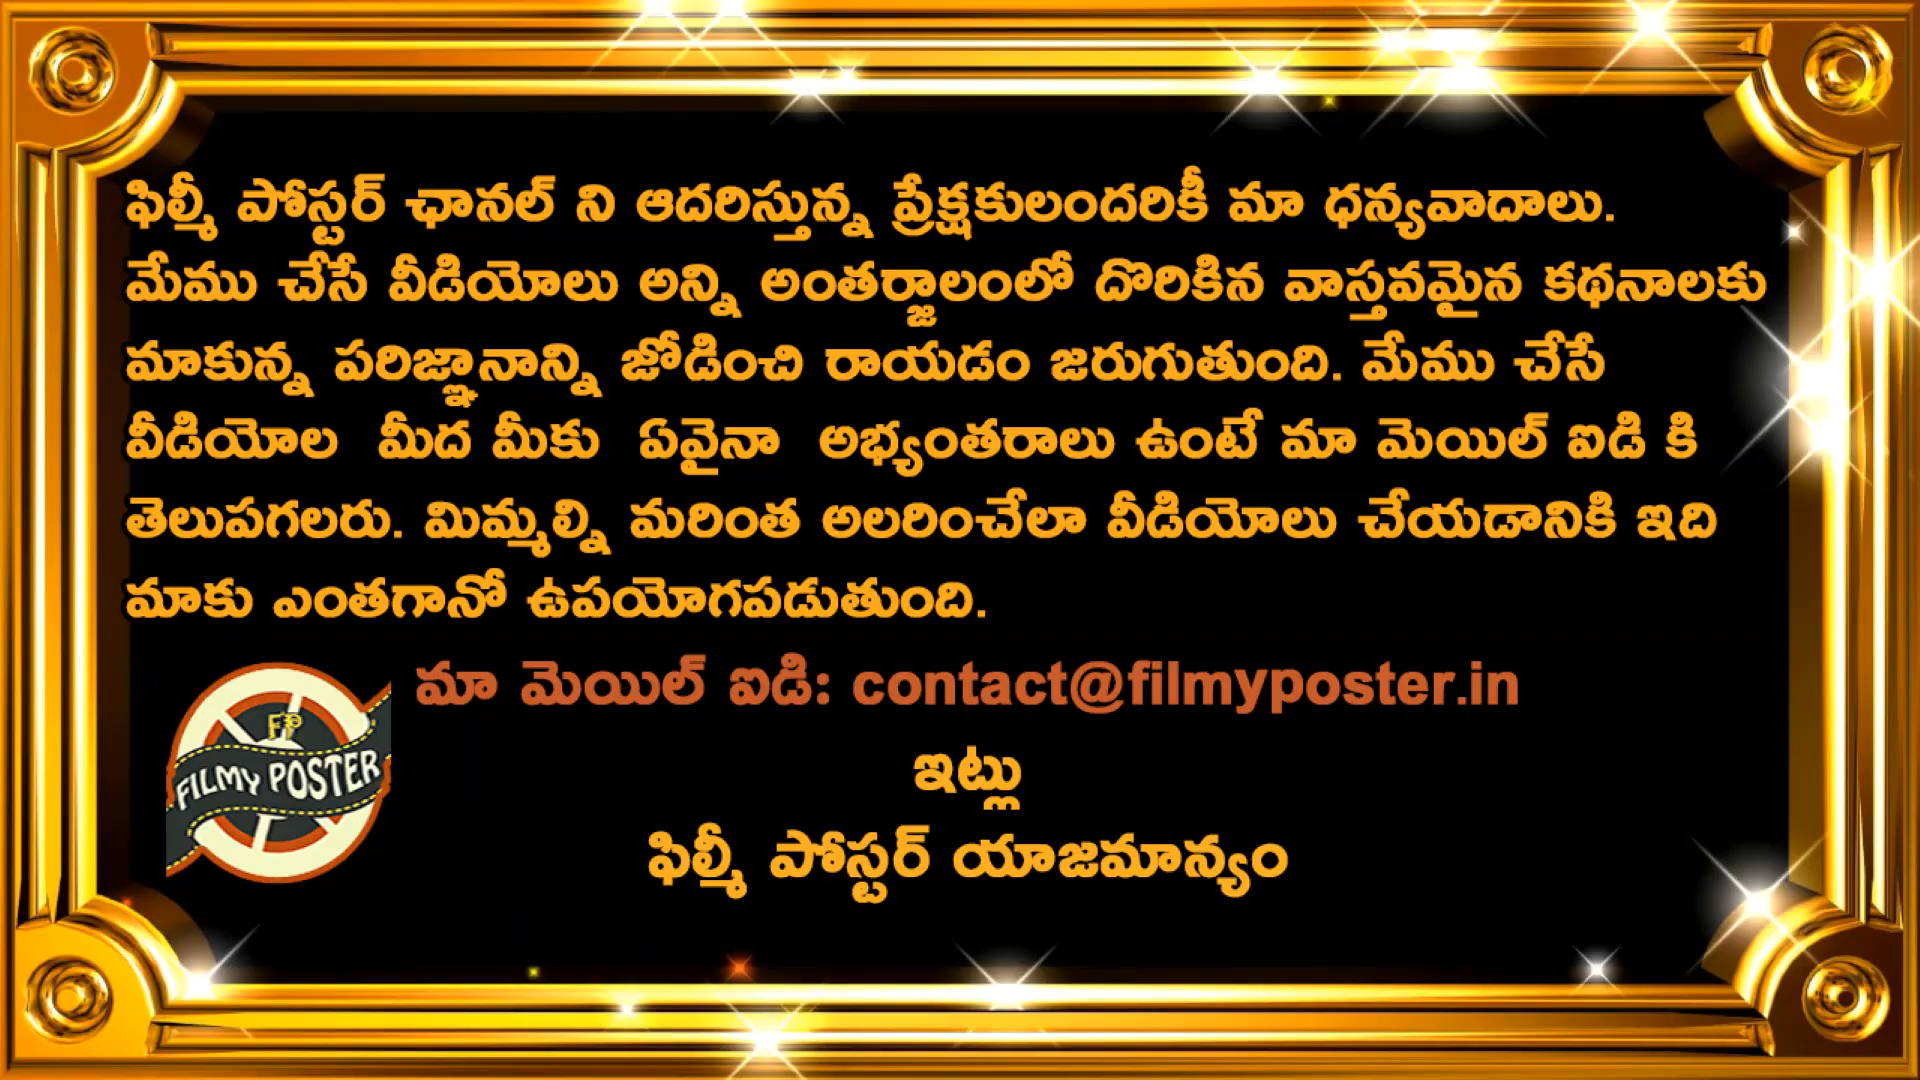 ఫిల్మీ పోస్టర్ ఛానల్ ని ఆదరిస్తున్న ప్రేక్షకులందరికీ మా ధన్యవాదాలు.
మేము చేసే వీడియోలు అన్ని అంతర్జాలంలో దొరికిన వాస్తవమైన కథనాలకు
మాకున్న పరిజ్ఞానాన్ని జోడించి రాయడం జరుగుతుంది. మేము చేసే
వీడియోల మీద మీకు ఏవైనా అభ్యంతరాలు ఉంటే మా మెయిల్ ఐడి కి
తెలుపగలరు. మిమ్మల్ని మరింత అలరించేలా వీడియోలు చేయడానికి ఇది
మాకు ఎంతగానో ఉపయోగపడుతుంది.
మా మెయిల్ ఐడి: contact@filmyposter.in
FP
FILMY POSTER
ఇట్లు
ఫిల్మీ పోస్టర్ యాజమాన్యం